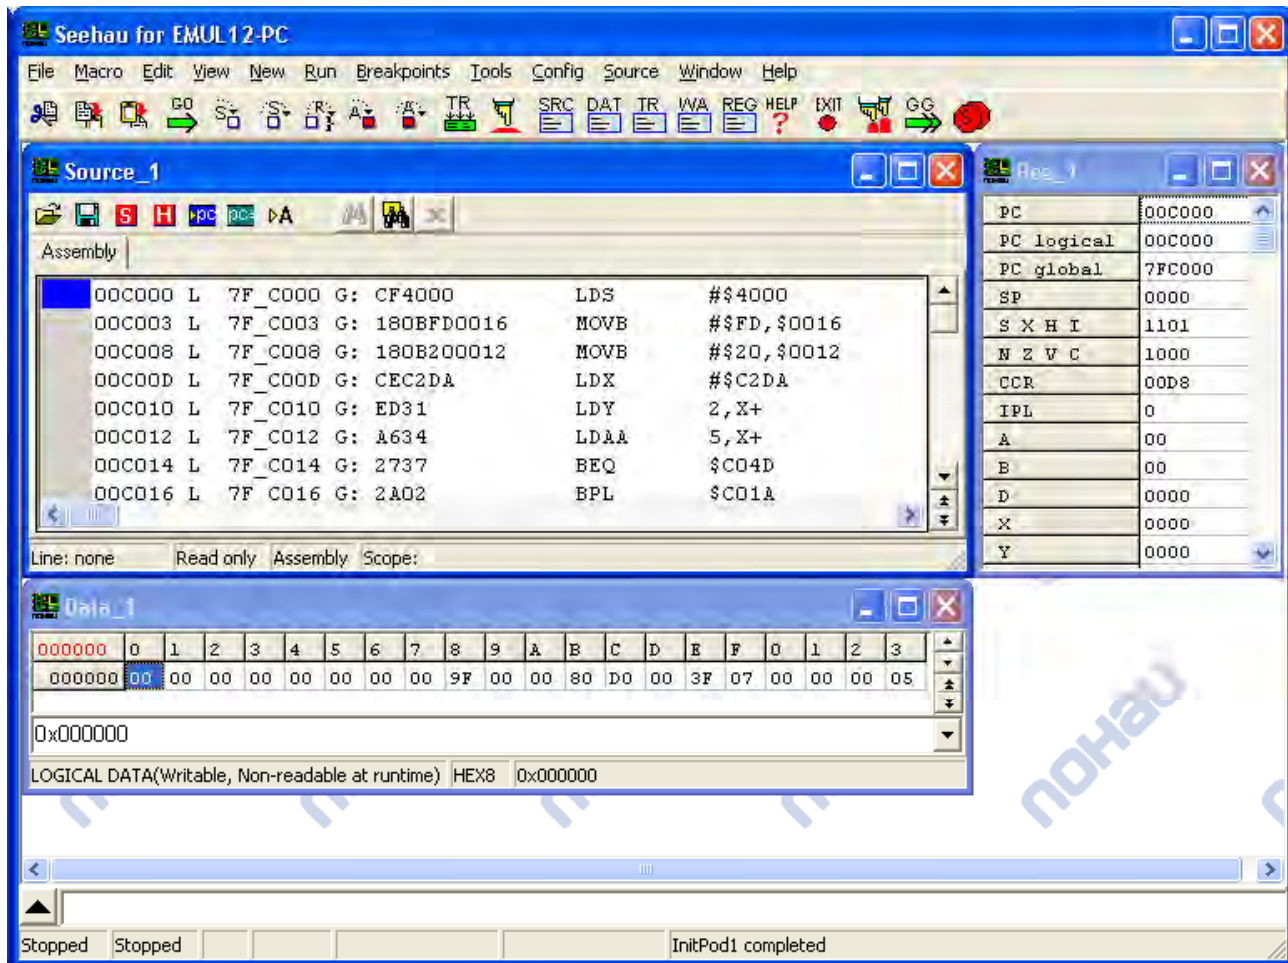 Seehau for EMUL12-PC
File Macro Edit View New Run Breakpoints Tools Config Source Window Help
GO S S R A A TR SRC DAT TR WA REG HELP EXIT GG
Source_1
S H PC PC= A
Assembly
00C000 L 7F_C000 G: CF4000 LDS #$4000
00C003 L 7F_C003 G: 180BFD0016 MOVB #$FD,$0016
00C008 L 7F_C008 G: 180B200012 MOVB #$20,$0012
00C00D L 7F_C00D G: CEC2DA LDX #$C2DA
00C010 L 7F_C010 G: ED31 LDY 2,X+
00C012 L 7F_C012 G: A634 LDAA 5,X+
00C014 L 7F_C014 G: 2737 BEQ $C04D
00C016 L 7F_C016 G: 2A02 BPL $C01A
Line: none Read only Assembly Scope:
Reg_1
PC 00C000
PC logical 00C000
PC global 7FC000
SP 0000
S X H I 1101
N Z V C 1000
CCR 00D8
IPL 0
A 00
B 00
D 0000
X 0000
Y 0000
Data_1
000000 0 1 2 3 4 5 6 7 8 9 A B C D E F 0 1 2 3
000000 00 00 00 00 00 00 00 00 9F 00 00 80 D0 00 3F 07 00 00 00 05
0x000000
LOGICAL DATA(Writable, Non-readable at runtime) HEX8 0x000000
nohau
Stopped Stopped InitPod1 completed